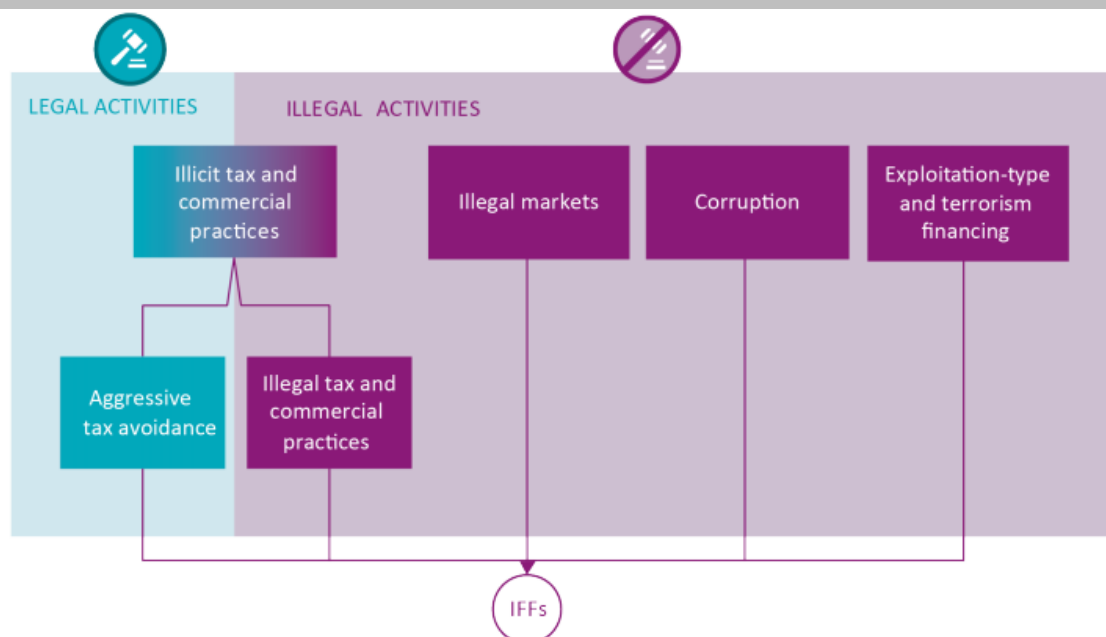 LEGAL ACTIVITIES
ILLEGAL ACTIVITIES
Illicit tax and
commercial
practices
Illegal markets
Corruption
Exploitation-type
and terrorism
financing
Aggressive
tax avoidance
Illegal tax and
commercial
practices
IFFs